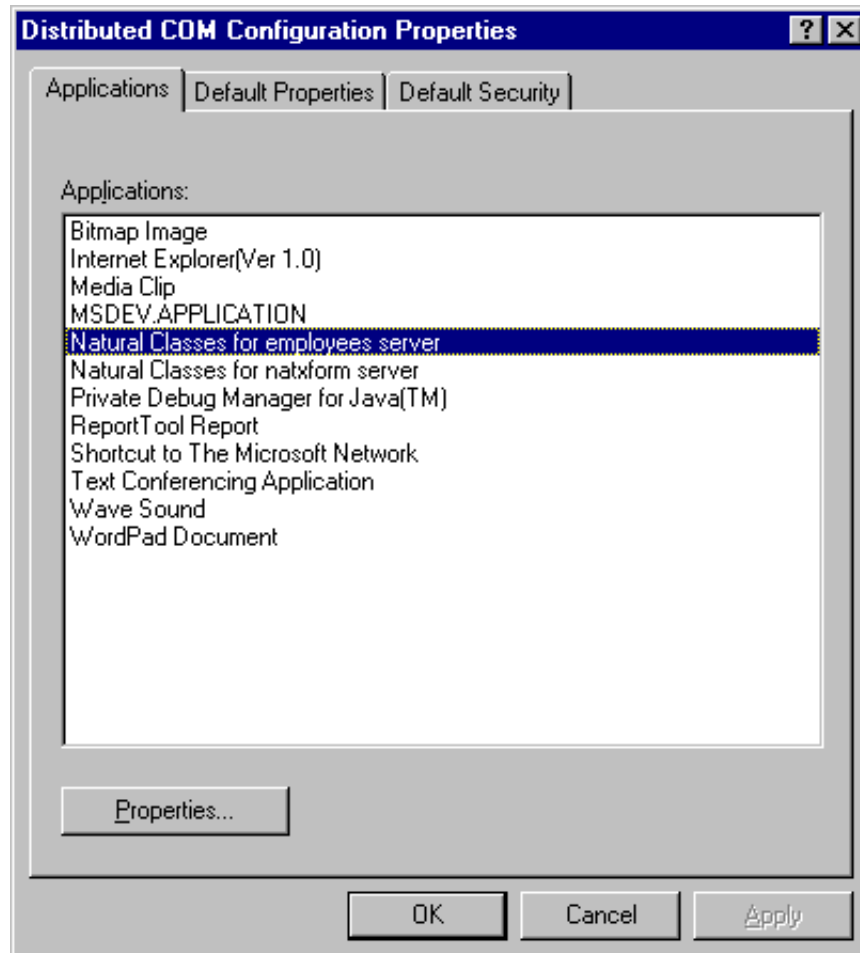 Distributed COM Configuration Properties
Applications Default Properties Default Security
Applications:
Bitmap Image
Internet Explorer(Ver 1.0)
Media Clip
MSDEV.APPLICATION
Natural Classes for employees server
Natural Classes for natxform server
Private Debug Manager for Java(TM)
ReportTool Report
Shortcut to The Microsoft Network
Text Conferencing Application
Wave Sound
WordPad Document
Properties...
OK Cancel Apply